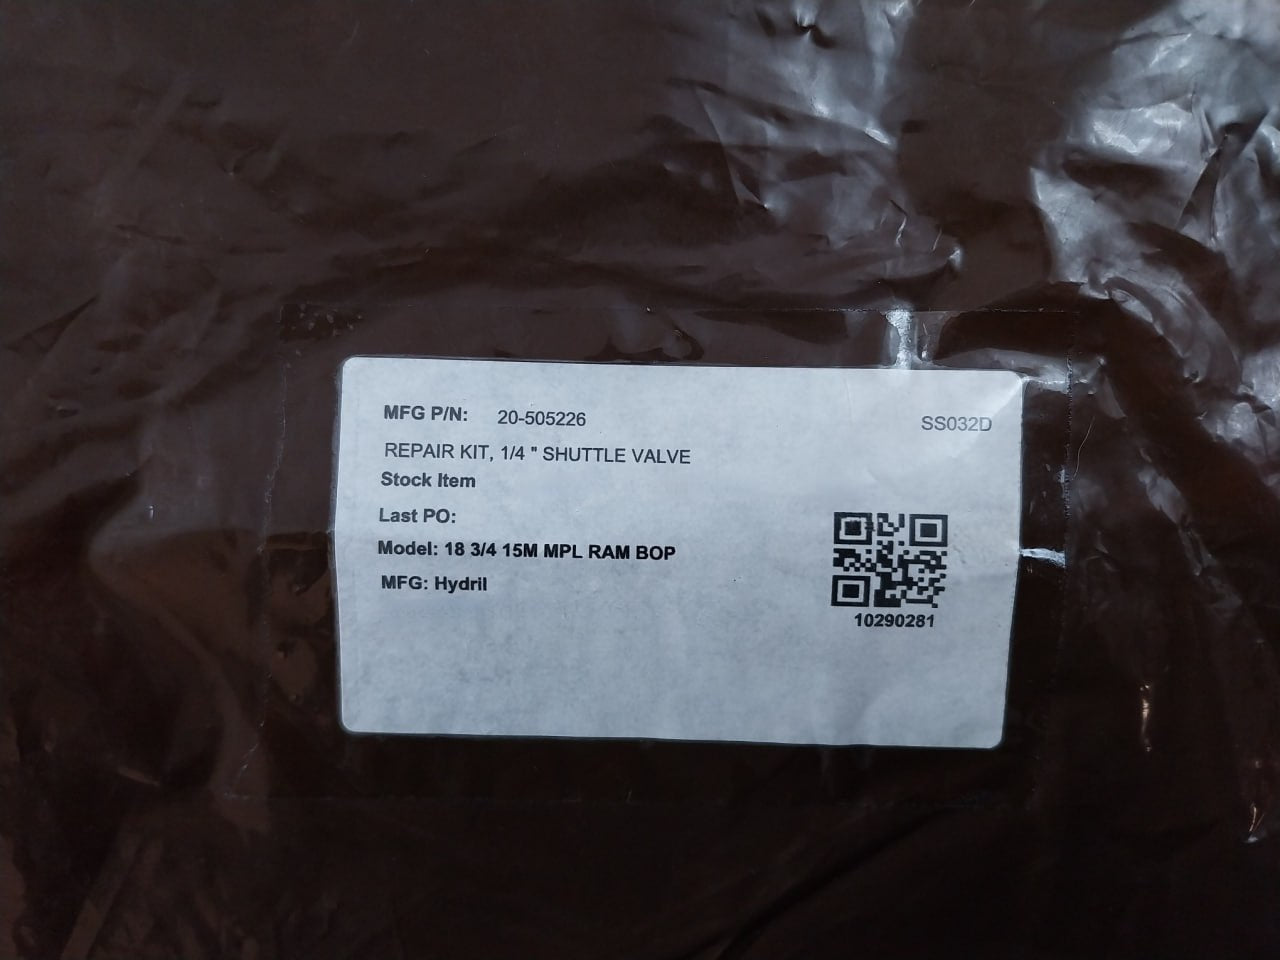 MFG P/N: 20-505226 SS032D
REPAIR KIT, 1/4 " SHUTTLE VALVE
Stock Item
Last PO:
Model: 18 3/4 15M MPL RAM BOP
MFG: Hydril
10290281